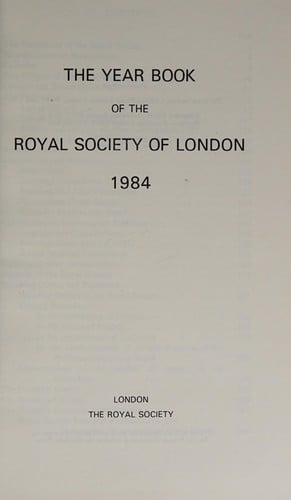 THE YEAR BOOK
OF THE
ROYAL SOCIETY OF LONDON
1984
LONDON
THE ROYAL SOCIETY